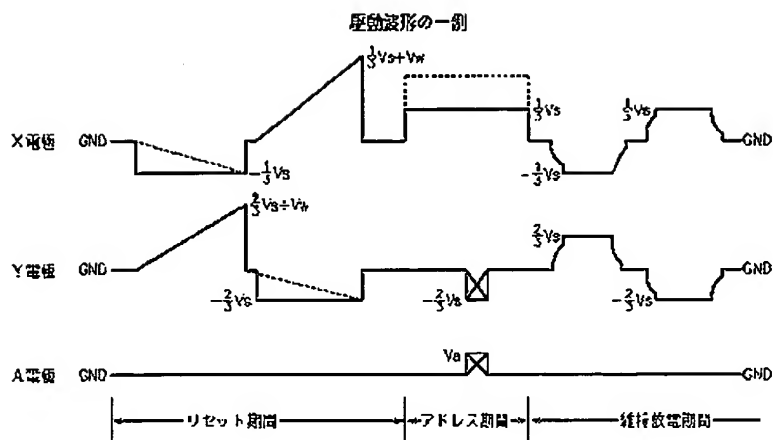 駆動波形の一例
1/3Vs+Vw
X電極 GND
-1/3Vs
1/3Vs
1/3Vs
-1/3Vs
GND
2/3Vs+Vw
Y電極 GND
-2/3Vs
-2/3Vs
2/3Vs
-2/3Vs
GND
A電極 GND
Va
GND
リセット期間
アドレス期間
維持放電期間